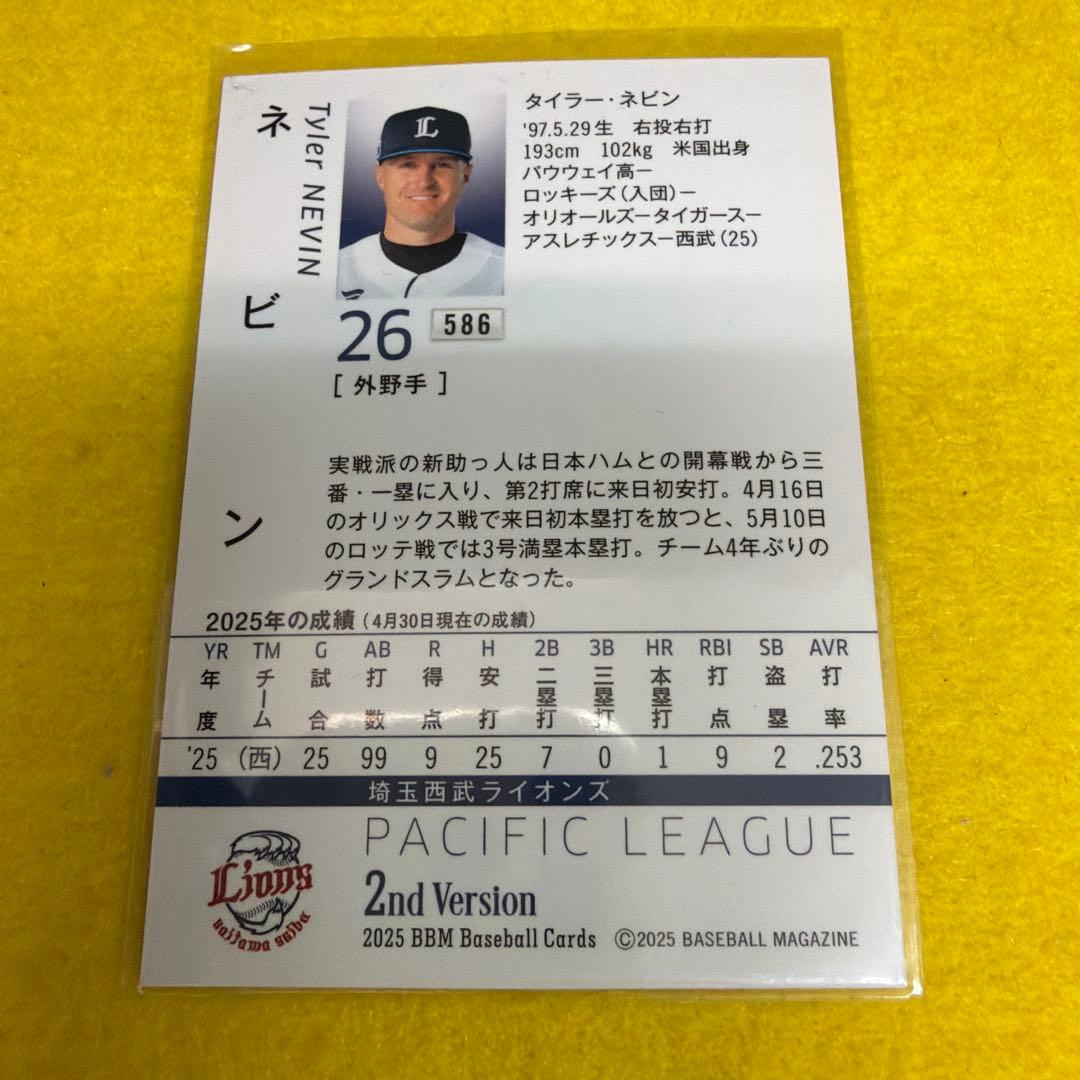 ネビン
Tyler NEVIN
タイラー・ネビン
'97.5.29生 右投右打
193cm 102kg 米国出身
パウウェイ高ー
ロッキーズ(入団)ー
オリオールズータイガースー
アスレチックスー西武(25)
26
586
[外野手]
実戦派の新助っ人は日本ハムとの開幕戦から三
番・一塁に入り、第2打席に来日初安打。4月16日
のオリックス戦で来日初本塁打を放つと、5月10日
のロッテ戦では3号満塁本塁打。チーム4年ぶりの
グランドスラムとなった。
2025年の成績(4月30日現在の成績)
YR TM G AB R H 2B 3B HR RBI SB AVR
年度 チーム 試合 打数 得点 安打 二塁打 三塁打 本塁打 打点 盗塁 打率
'25 (西) 25 99 9 25 7 0 1 9 2 .253
埼玉西武ライオンズ
PACIFIC LEAGUE
Lions
saitama seibu
2nd Version
2025 BBM Baseball Cards ©2025 BASEBALL MAGAZINE
L